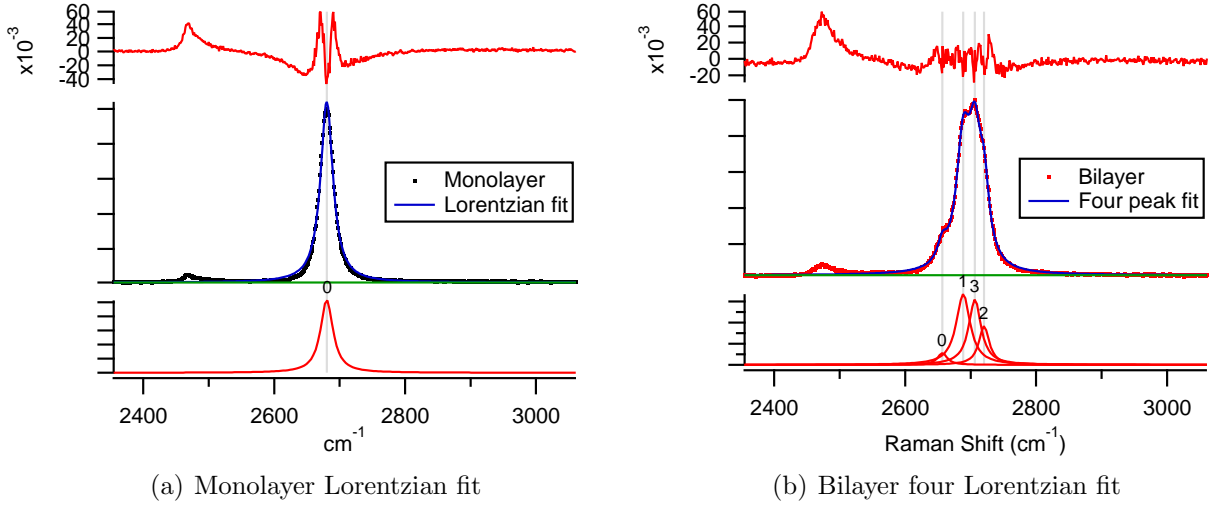 x10⁻³
60
40
20
0
-20
-40
Monolayer
Lorentzian fit
0
2400
2600
2800
3000
cm⁻¹
(a) Monolayer Lorentzian fit
x10⁻³
60
40
20
0
-20
Bilayer
Four peak fit
0
1
3
2
2400
2600
2800
3000
Raman Shift (cm⁻¹)
(b) Bilayer four Lorentzian fit